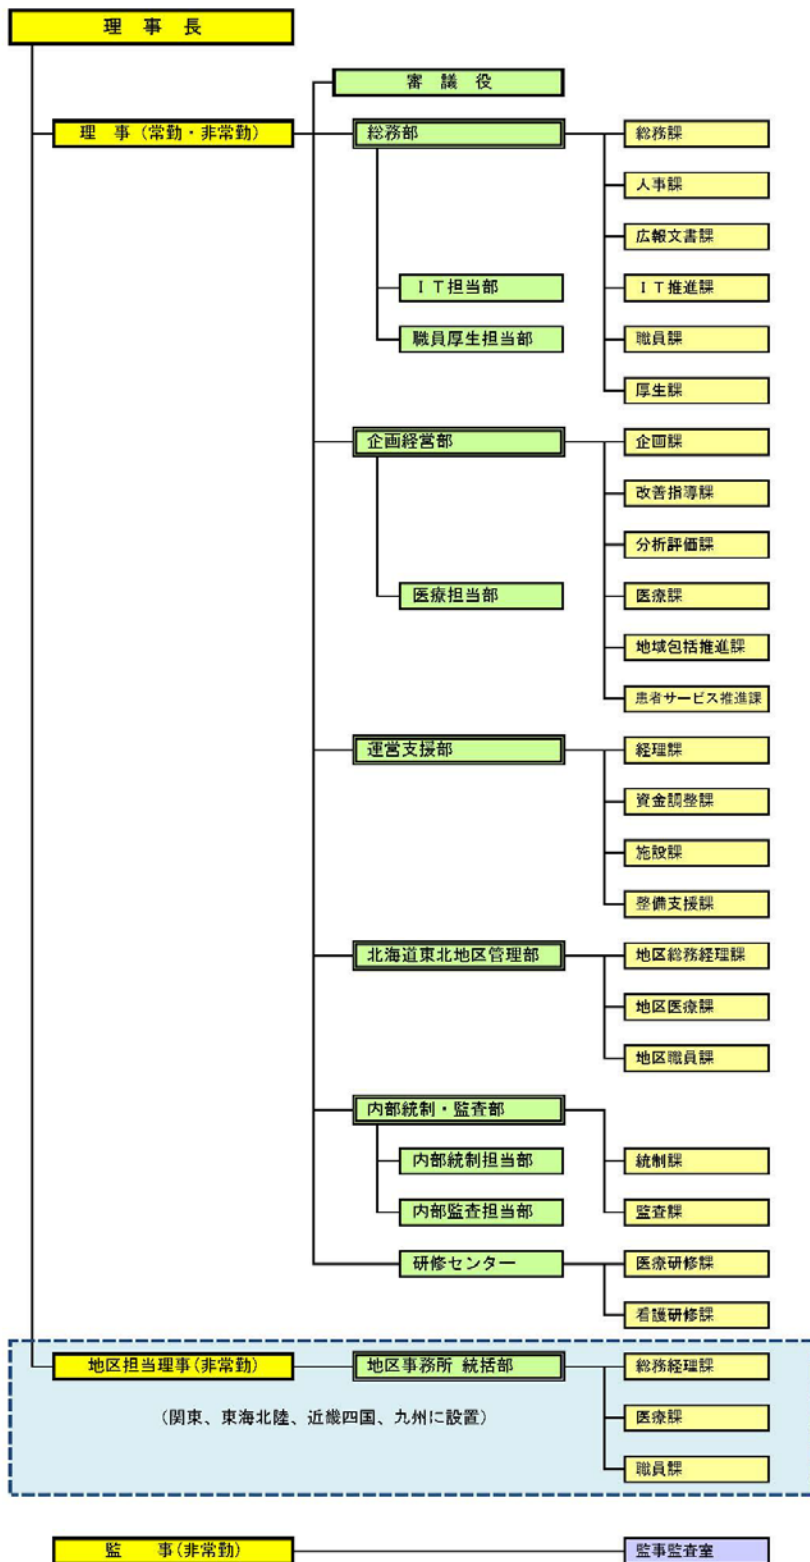 理事長
審議役
理事(常勤・非常勤)
総務部
総務課
人事課
広報文書課
IT担当部
IT推進課
職員厚生担当部
職員課
厚生課
企画経営部
企画課
改善指導課
分析評価課
医療担当部
医療課
地域包括推進課
患者サービス推進課
運営支援部
経理課
資金調整課
施設課
整備支援課
北海道東北地区管理部
地区総務経理課
地区医療課
地区職員課
内部統制・監査部
内部統制担当部
統制課
内部監査担当部
監査課
研修センター
医療研修課
看護研修課
地区担当理事(非常勤)
地区事務所 統括部
総務経理課
(関東、東海北陸、近畿四国、九州に設置)
医療課
職員課
監事(非常勤)
監事監査室